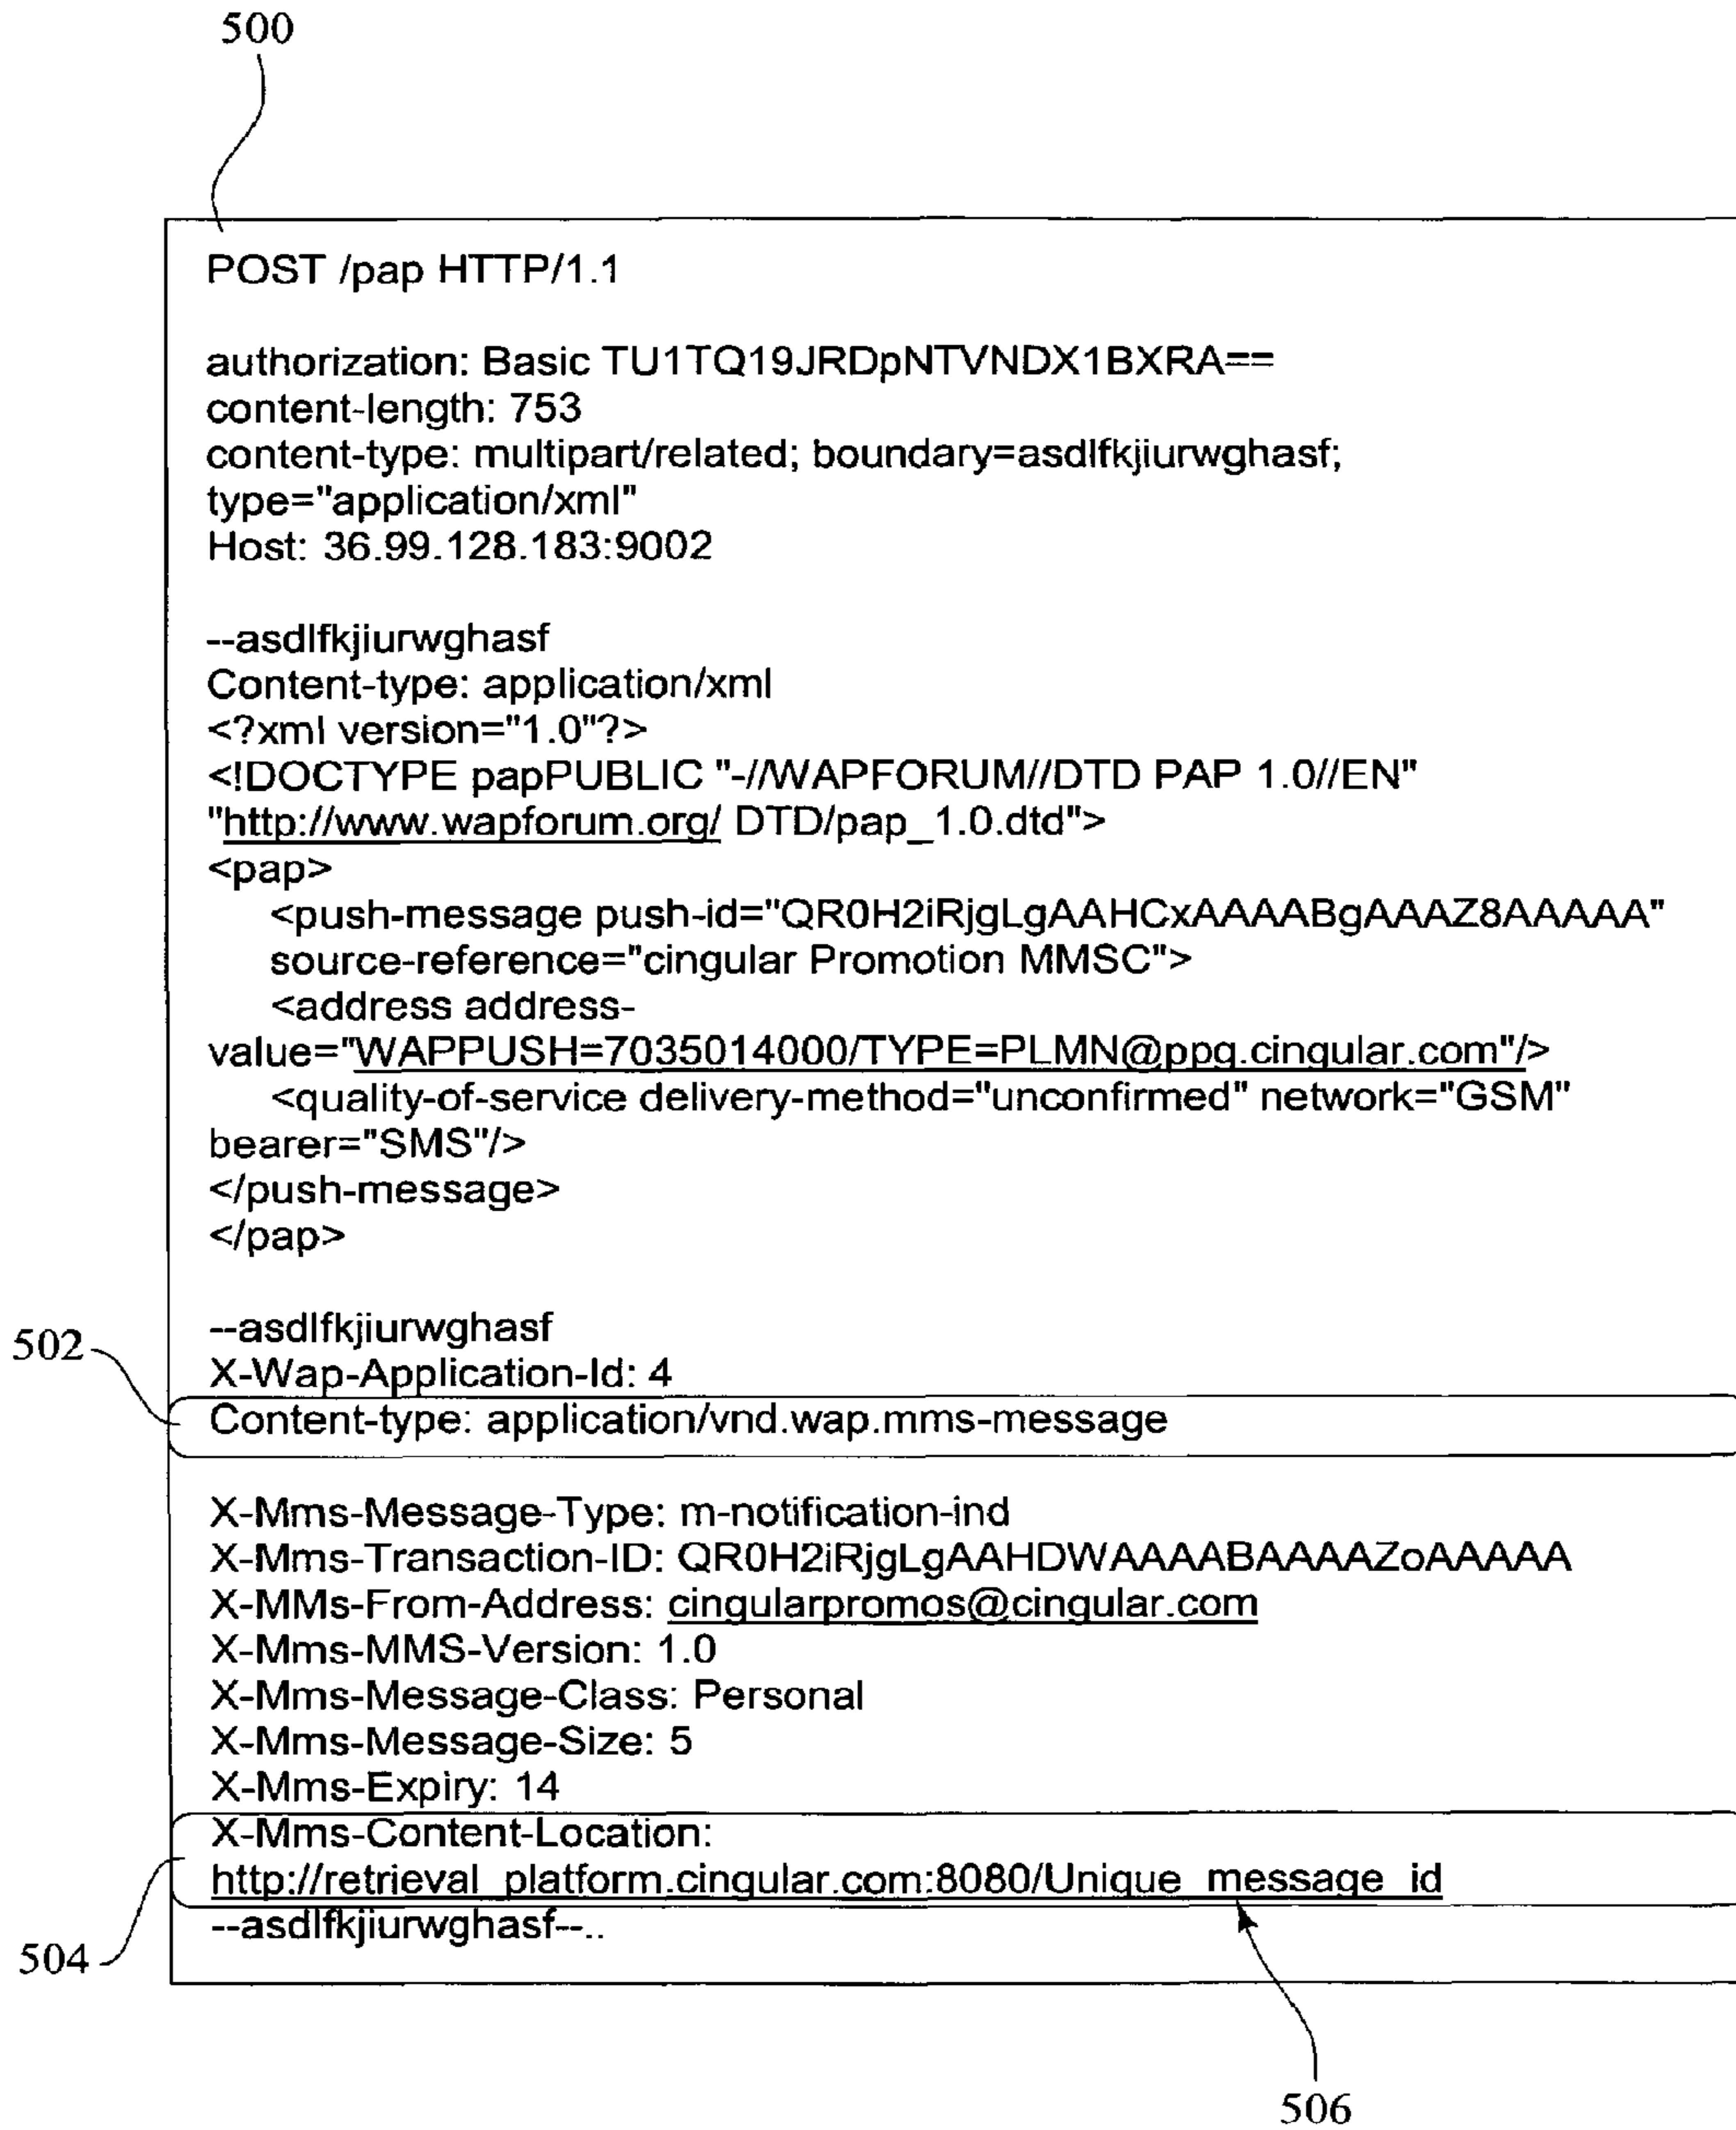 500
POST /pap HTTP/1.1
authorization: Basic TU1TQ19JRDpNTVNDX1BXRA==
content-length: 753
content-type: multipart/related; boundary=asdlfkjiurwghasf;
type="application/xml"
Host: 36.99.128.183:9002
--asdlfkjiurwghasf
Content-type: application/xml
<?xml version="1.0"?>
<!DOCTYPE papPUBLIC "-//WAPFORUM//DTD PAP 1.0//EN"
"http://www.wapforum.org/ DTD/pap_1.0.dtd">
<pap>
<push-message push-id="QR0H2iRjgLgAAHCxAAAABgAAAZ8AAAAA"
source-reference="cingular Promotion MMSC">
<address address-
value="WAPPUSH=7035014000/TYPE=PLMN@ppg.cingular.com"/>
<quality-of-service delivery-method="unconfirmed" network="GSM"
bearer="SMS"/>
</push-message>
</pap>
--asdlfkjiurwghasf
502
X-Wap-Application-Id: 4
Content-type: application/vnd.wap.mms-message
X-Mms-Message-Type: m-notification-ind
X-Mms-Transaction-ID: QR0H2iRjgLgAAHDWAAAABAAAAZoAAAAA
X-MMs-From-Address: cingularpromos@cingular.com
X-Mms-MMS-Version: 1.0
X-Mms-Message-Class: Personal
X-Mms-Message-Size: 5
X-Mms-Expiry: 14
X-Mms-Content-Location:
http://retrieval_platform.cingular.com:8080/Unique_message_id
--asdlfkjiurwghasf--..
504
506